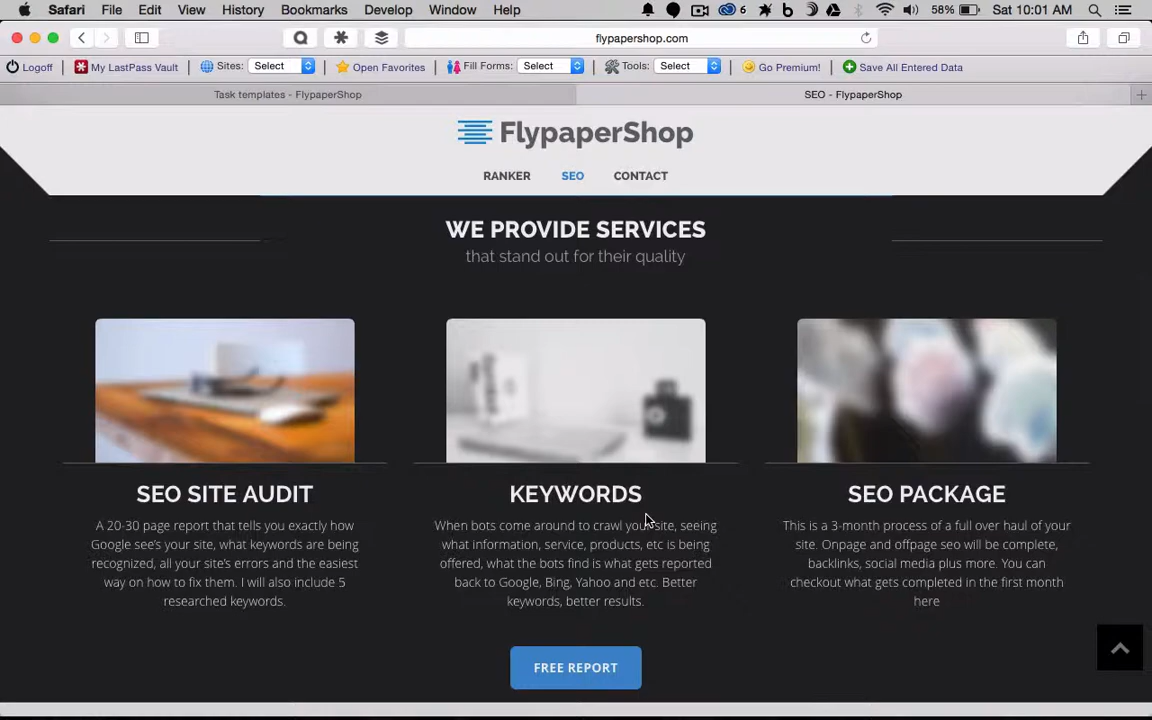 Safari File Edit View History Bookmarks Develop Window Help 6 58% Sat 10:01 AM
flypapershop.com
Logoff My LastPass Vault Sites: Select Open Favorites Fill Forms: Select Tools: Select Go Premium! Save All Entered Data
Task templates - FlypaperShop SEO - FlypaperShop
FlypaperShop
RANKER SEO CONTACT
WE PROVIDE SERVICES
that stand out for their quality
SEO SITE AUDIT
A 20-30 page report that tells you exactly how
Google see's your site, what keywords are being
recognized, all your site's errors and the easiest
way on how to fix them. I will also include 5
researched keywords.
KEYWORDS
When bots come around to crawl your site, seeing
what information, service, products, etc is being
offered, what the bots find is what gets reported
back to Google, Bing, Yahoo and etc. Better
keywords, better results.
SEO PACKAGE
This is a 3-month process of a full over haul of your
site. Onpage and offpage seo will be complete,
backlinks, social media plus more. You can
checkout what gets completed in the first month
here
FREE REPORT